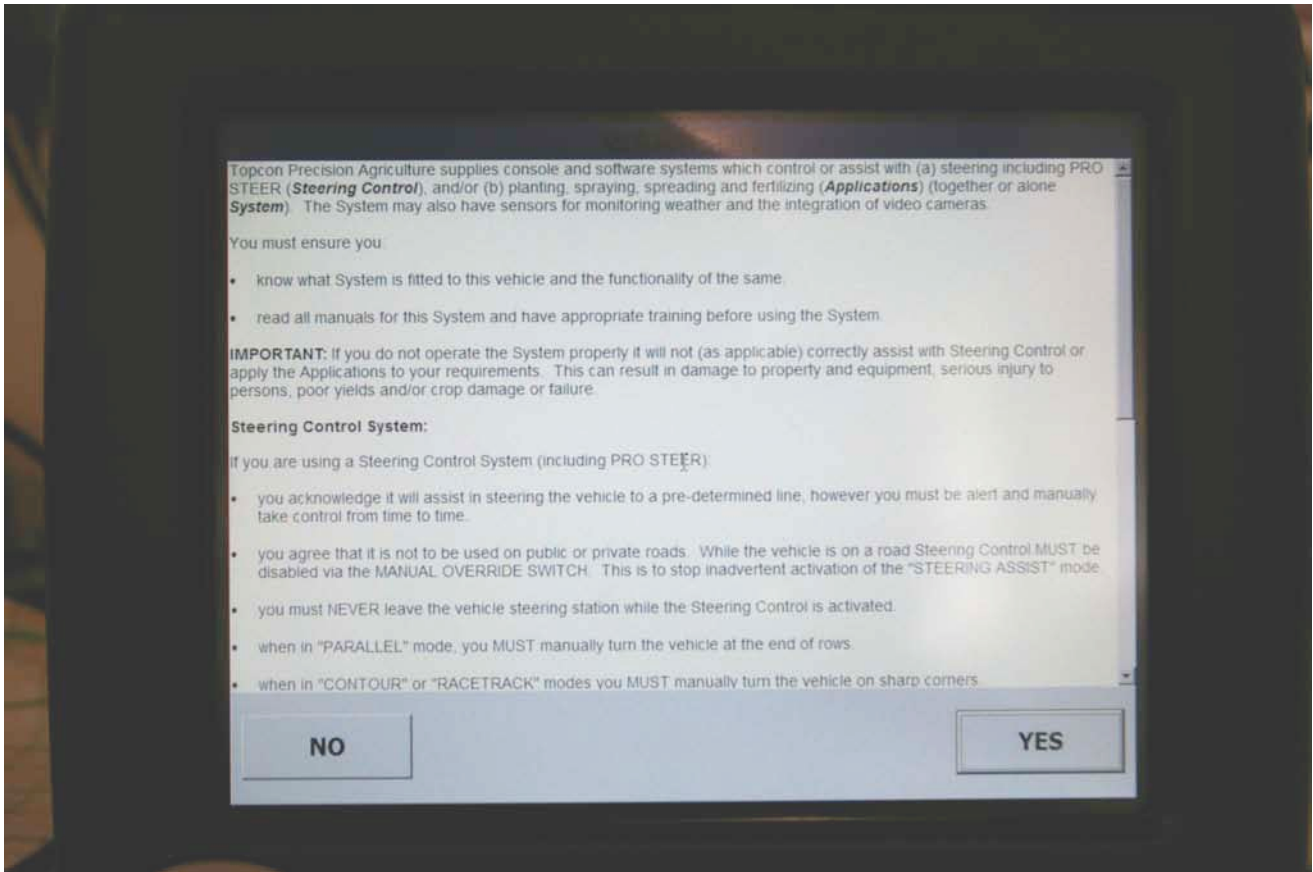 Topcon Precision Agriculture supplies console and software systems which control or assist with (a) steering including PRO
STEER (Steering Control), and/or (b) planting, spraying, spreading and fertilizing (Applications) (together or alone
System). The System may also have sensors for monitoring weather and the integration of video cameras.
You must ensure you:
• know what System is fitted to this vehicle and the functionality of the same.
• read all manuals for this System and have appropriate training before using the System.
IMPORTANT: If you do not operate the System properly it will not (as applicable) correctly assist with Steering Control or
apply the Applications to your requirements. This can result in damage to property and equipment, serious injury to
persons, poor yields and/or crop damage or failure.
Steering Control System:
If you are using a Steering Control System (including PRO STEER):
• you acknowledge it will assist in steering the vehicle to a pre-determined line, however you must be alert and manually
take control from time to time.
• you agree that it is not to be used on public or private roads. While the vehicle is on a road Steering Control MUST be
disabled via the MANUAL OVERRIDE SWITCH. This is to stop inadvertent activation of the "STEERING ASSIST" mode.
• you must NEVER leave the vehicle steering station while the Steering Control is activated.
• when in "PARALLEL" mode, you MUST manually turn the vehicle at the end of rows.
• when in "CONTOUR" or "RACETRACK" modes you MUST manually turn the vehicle on sharp corners.
NO
YES